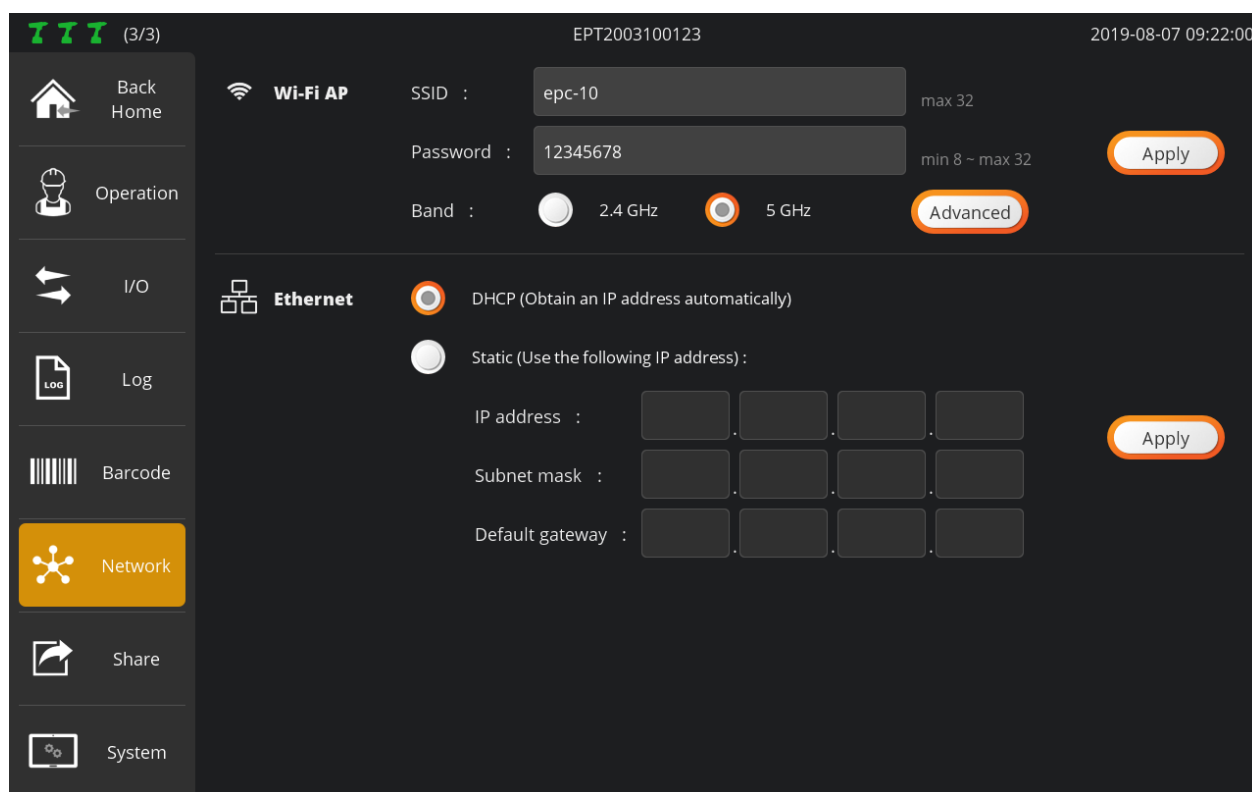 (3/3) EPT2003100123 2019-08-07 09:22:00
Back
Home
Operation
I/O
LOG
Log
Barcode
Network
Share
System
Wi-Fi AP
SSID : epc-10 max 32
Password : 12345678 min 8 ~ max 32
Apply
Band : 2.4 GHz 5 GHz Advanced
Ethernet
DHCP (Obtain an IP address automatically)
Static (Use the following IP address) :
IP address : . . .
Subnet mask : . . .
Default gateway : . . .
Apply